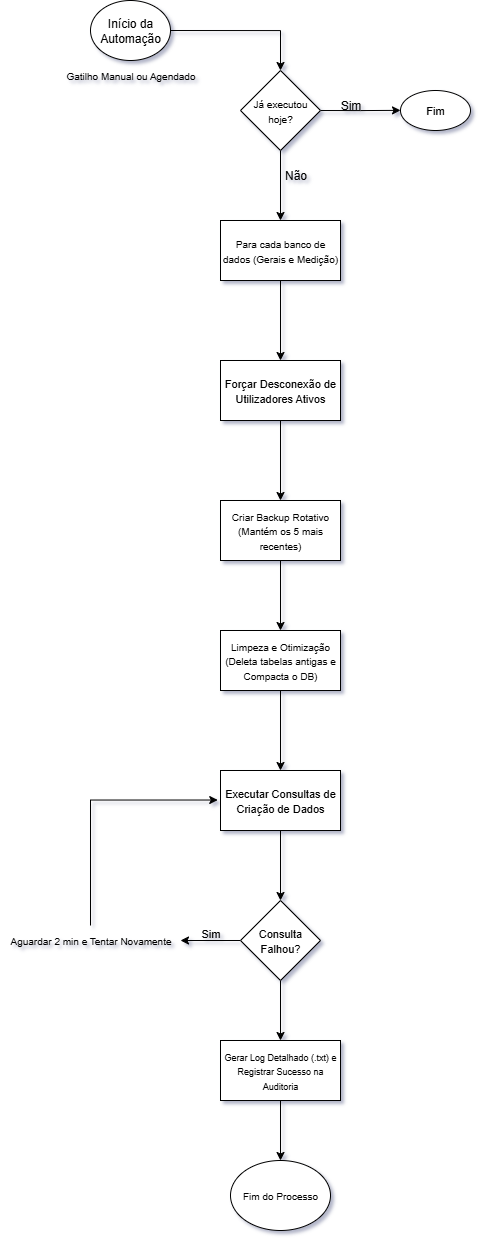 Início da
Automação
Gatilho Manual ou Agendado
Já executou
hoje?
Sim
Fim
Não
Para cada banco de
dados (Gerais e Medição)
Forçar Desconexão de
Utilizadores Ativos
Criar Backup Rotativo
(Mantém os 5 mais
recentes)
Limpeza e Otimização
(Deleta tabelas antigas e
Compacta o DB)
Executar Consultas de
Criação de Dados
Consulta
Falhou?
Sim
Aguardar 2 min e Tentar Novamente
Gerar Log Detalhado (.txt) e
Registrar Sucesso na
Auditoria
Fim do Processo